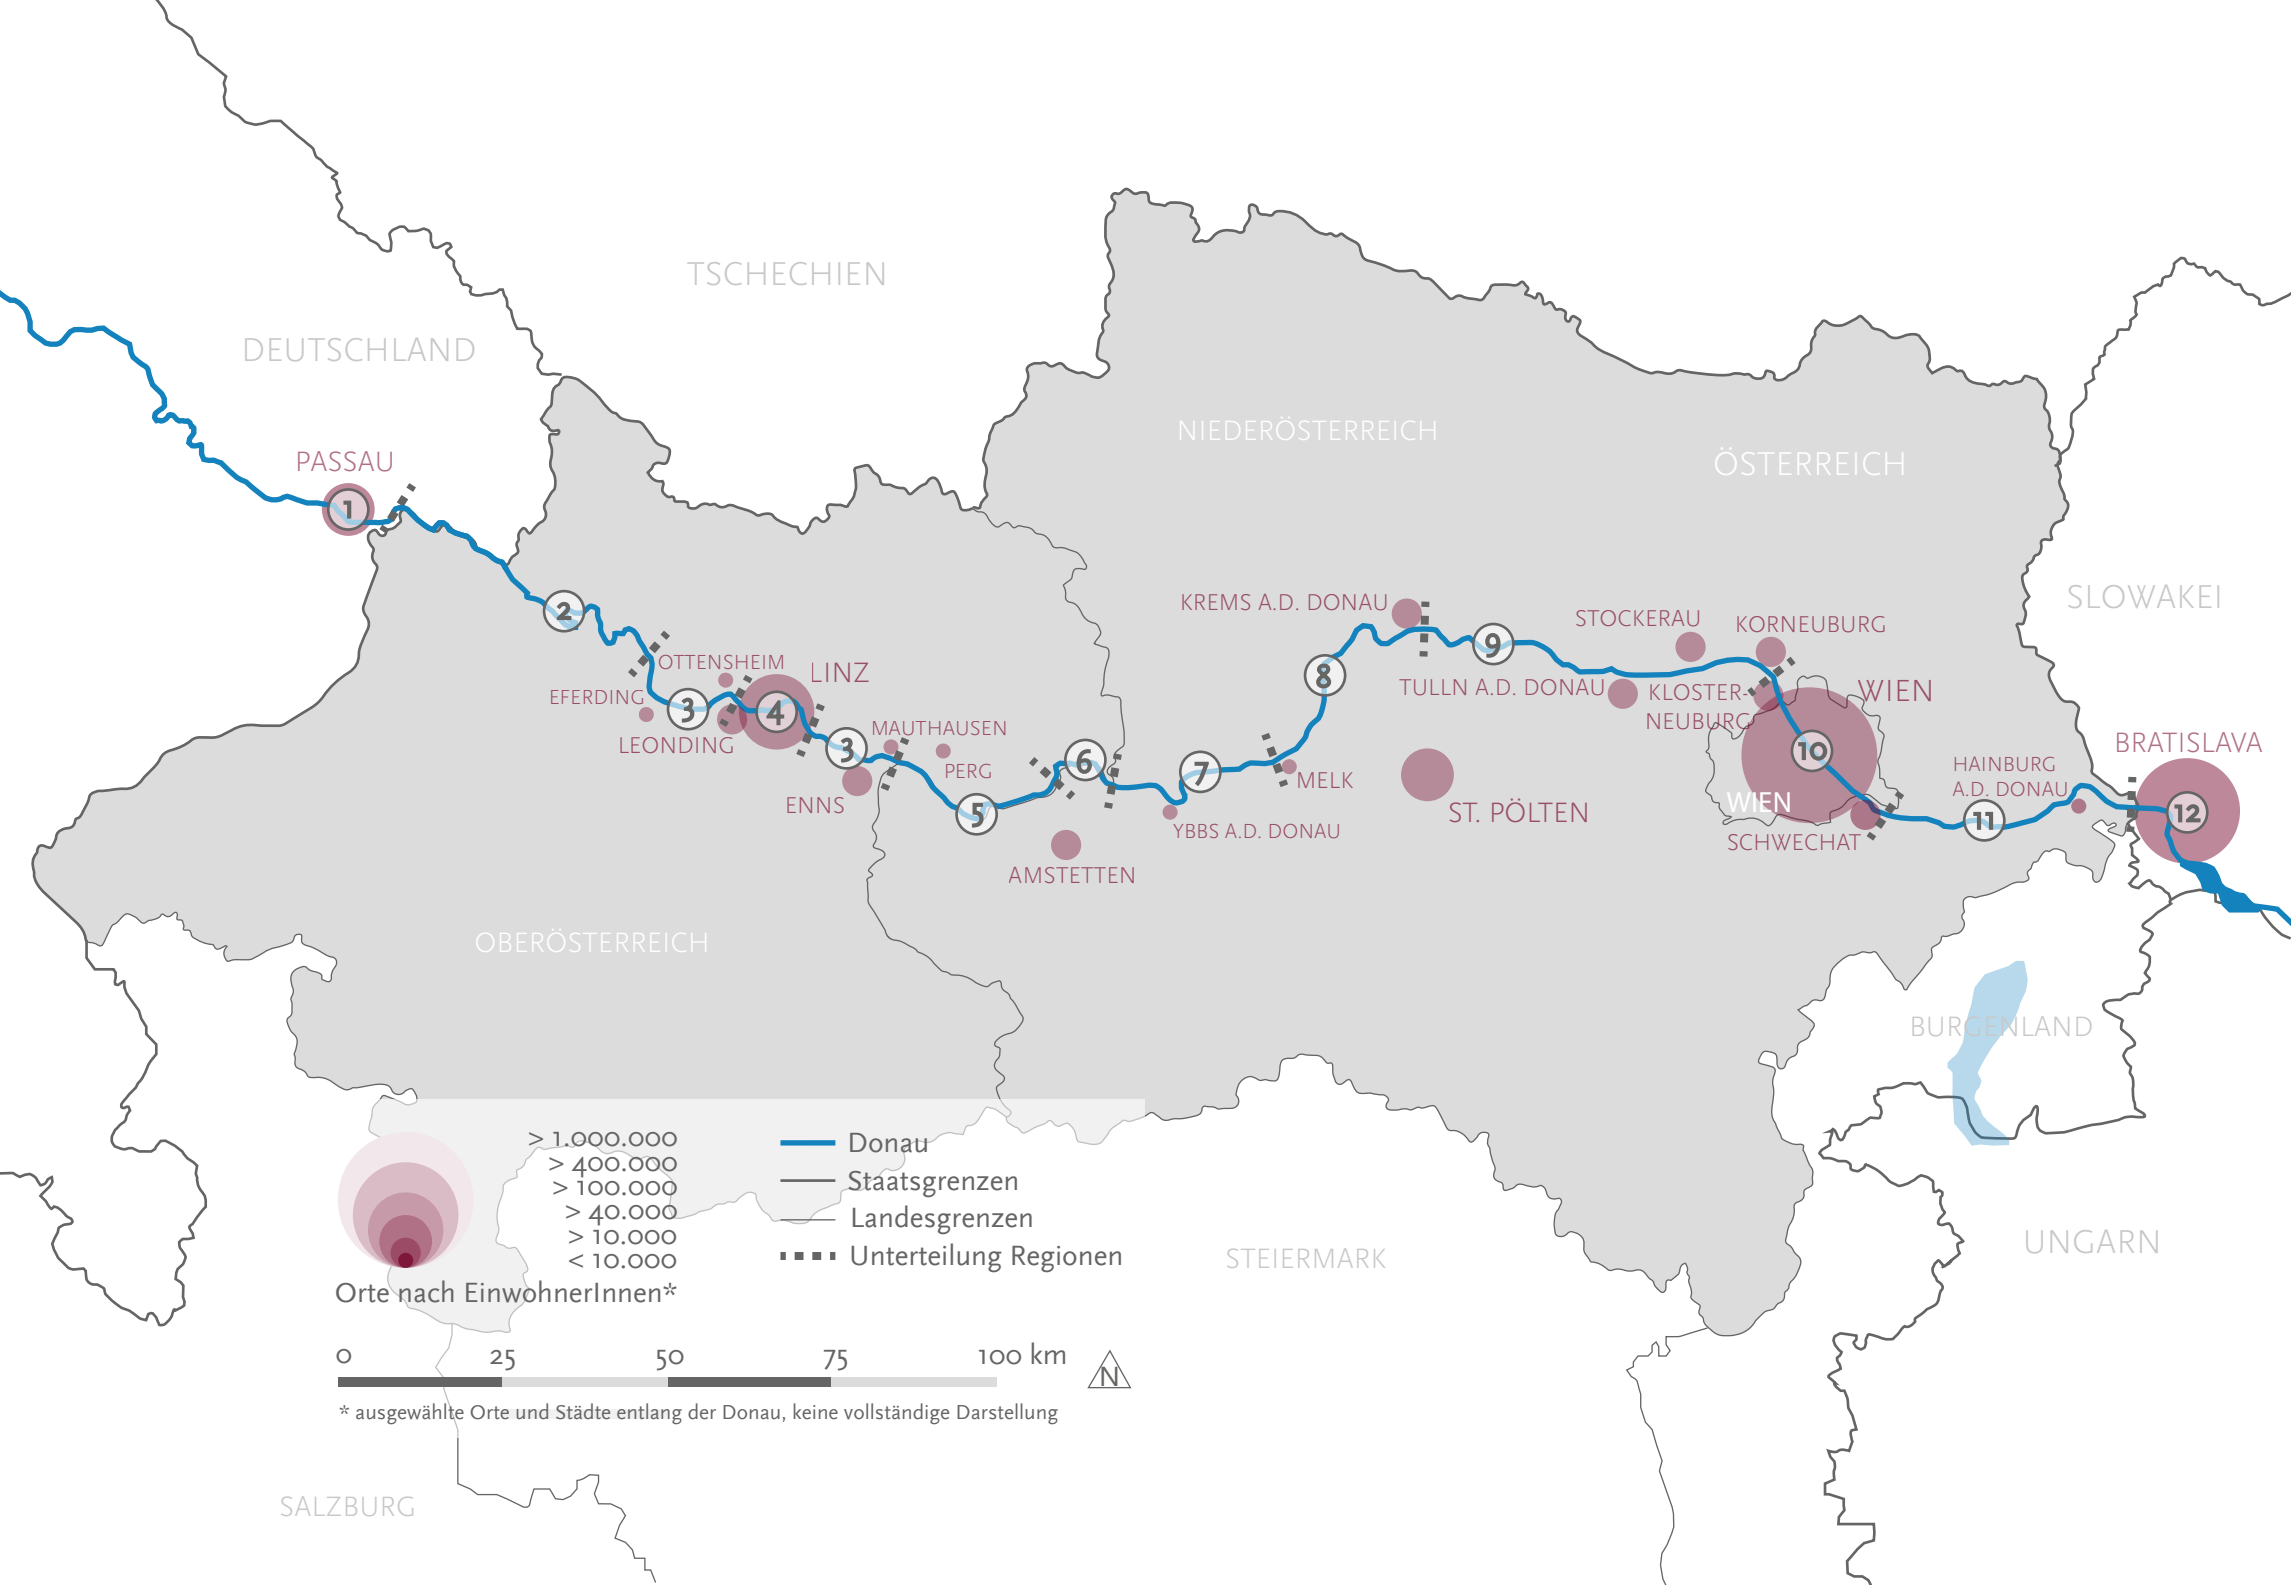 TSCHECHIEN
DEUTSCHLAND
NIEDERÖSTERREICH
ÖSTERREICH
PASSAU
1
SLOWAKEI
2
KREMS A.D. DONAU
STOCKERAU
KORNEUBURG
9
OTTENSHEIM
LINZ
8
EFERDING
TULLN A.D. DONAU
KLOSTER-
NEUBURG
WIEN
3
4
LEONDING
MAUTHAUSEN
3
PERG
6
7
MELK
10
BRATISLAVA
HAINBURG
A.D. DONAU
ENNS
5
YBBS A.D. DONAU
ST. PÖLTEN
WIEN
SCHWECHAT
11
12
AMSTETTEN
OBERÖSTERREICH
BURGENLAND
STEIERMARK
UNGARN
SALZBURG
> 1.000.000
> 400.000
> 100.000
> 40.000
> 10.000
< 10.000
Orte nach EinwohnerInnen*
Donau
Staatsgrenzen
Landesgrenzen
Unterteilung Regionen
0 25 50 75 100 km
N
* ausgewählte Orte und Städte entlang der Donau, keine vollständige Darstellung